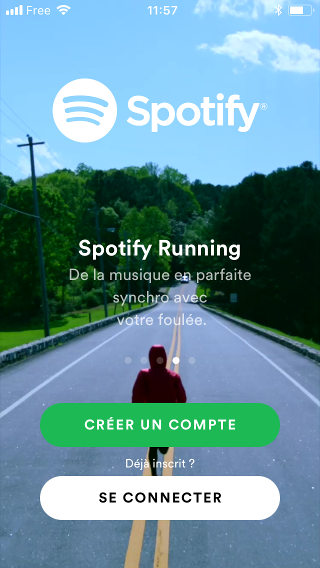 Free 11:57
Spotify®
Spotify Running
De la musique en parfaite
synchro avec
votre foulée.
CRÉER UN COMPTE
Déjà inscrit ?
SE CONNECTER